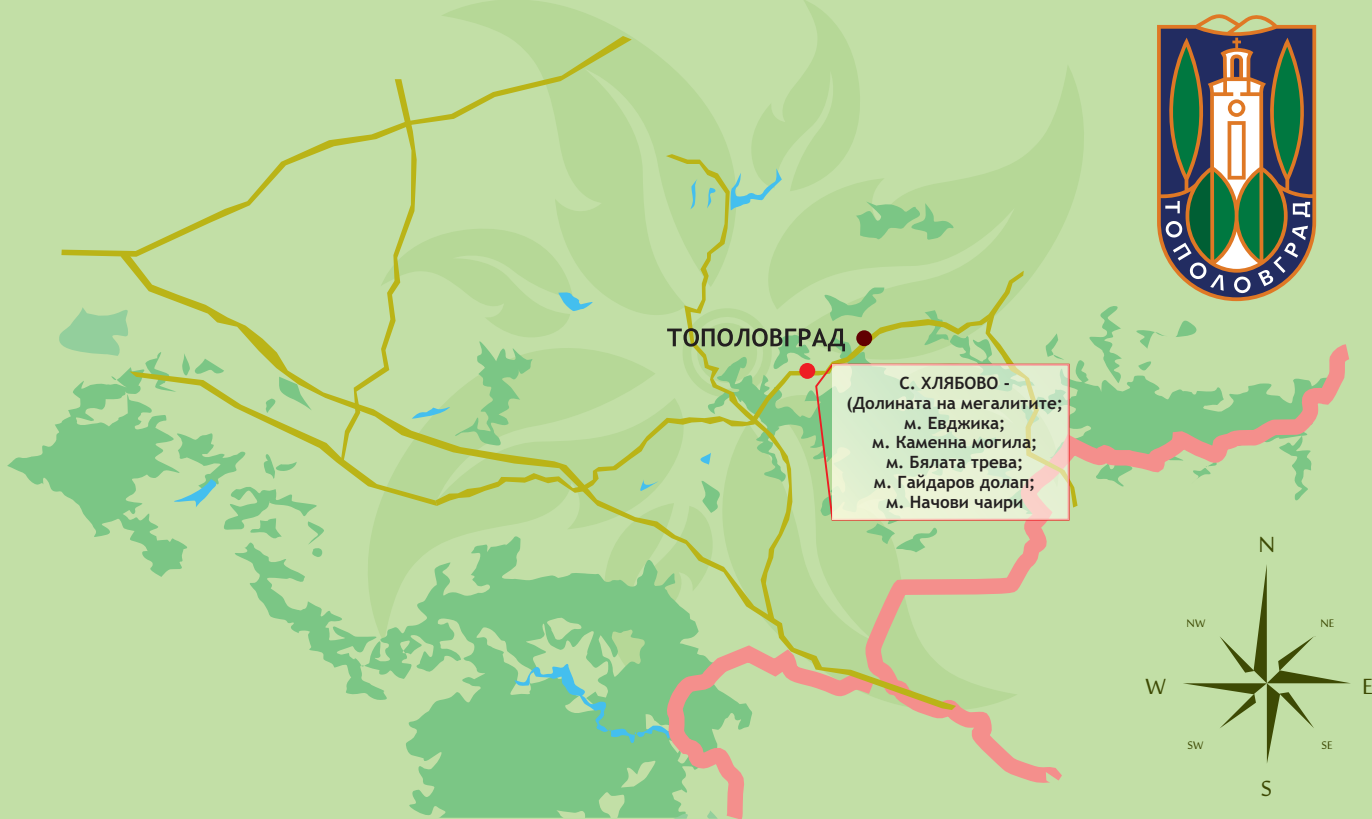 ТОПОЛОВГРАД
ТОПОЛОВГРАД
С. ХЛЯБОВО -
(Долината на мегалитите;
м. Евджика;
м. Каменна могила;
м. Бялата трева;
м. Гайдаров долап;
м. Начови чаири
N
NW
NE
W
E
SW
SE
S